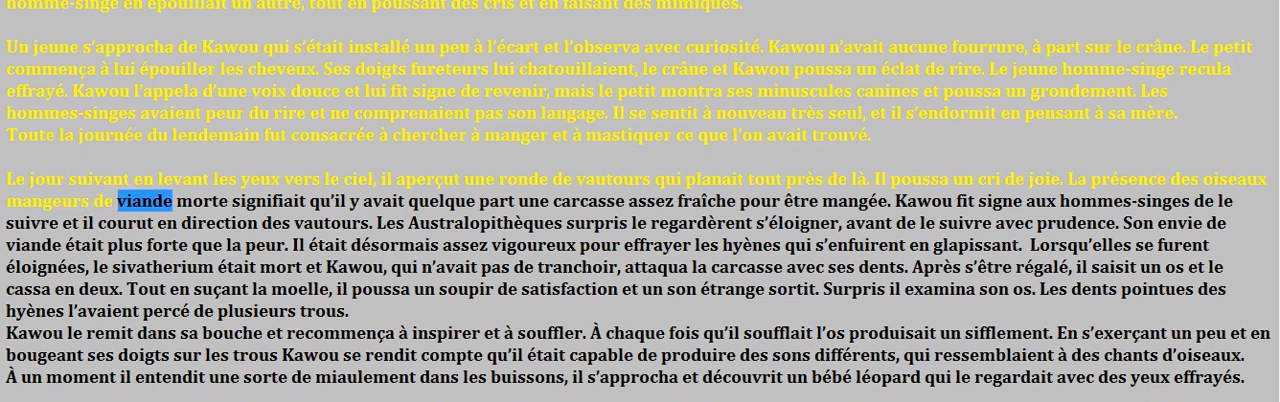 homme-singe en épouillait un autre, tout en poussant des cris et en faisant des mimiques.
Un jeune s'approcha de Kawou qui s'était installé un peu à l'écart et l'observa avec curiosité. Kawou n'avait aucune fourrure, à part sur le crâne. Le petit
commença à lui épouiller les cheveux. Ses doigts fureteurs lui chatouillaient, le crâne et Kawou poussa un éclat de rire. Le jeune homme-singe recula
effrayé. Kawou l'appela d'une voix douce et lui fit signe de revenir, mais le petit montra ses minuscules canines et poussa un grondement. Les
hommes-singes avaient peur du rire et ne comprenaient pas son langage. Il se sentit à nouveau très seul, et il s'endormit en pensant à sa mère.
Toute la journée du lendemain fut consacrée à chercher à manger et à mastiquer ce que l'on avait trouvé.
Le jour suivant en levant les yeux vers le ciel, il aperçut une ronde de vautours qui planait tout près de là. Il poussa un cri de joie. La présence des oiseaux
mangeurs de viande morte signifiait qu'il y avait quelque part une carcasse assez fraîche pour être mangée. Kawou fit signe aux hommes-singes de le
suivre et il courut en direction des vautours. Les Australopithèques surpris le regardèrent s'éloigner, avant de le suivre avec prudence. Son envie de
viande était plus forte que la peur. Il était désormais assez vigoureux pour effrayer les hyènes qui s'enfuirent en glapissant. Lorsqu'elles se furent
éloignées, le sivatherium était mort et Kawou, qui n'avait pas de tranchoir, attaqua la carcasse avec ses dents. Après s'être régalé, il saisit un os et le
cassa en deux. Tout en suçant la moelle, il poussa un soupir de satisfaction et un son étrange sortit. Surpris il examina son os. Les dents pointues des
hyènes l'avaient percé de plusieurs trous.
Kawou le remit dans sa bouche et recommença à inspirer et à souffler. À chaque fois qu'il soufflait l'os produisait un sifflement. En s'exerçant un peu et en
bougeant ses doigts sur les trous Kawou se rendit compte qu'il était capable de produire des sons différents, qui ressemblaient à des chants d'oiseaux.
À un moment il entendit une sorte de miaulement dans les buissons, il s'approcha et découvrit un bébé léopard qui le regardait avec des yeux effrayés.